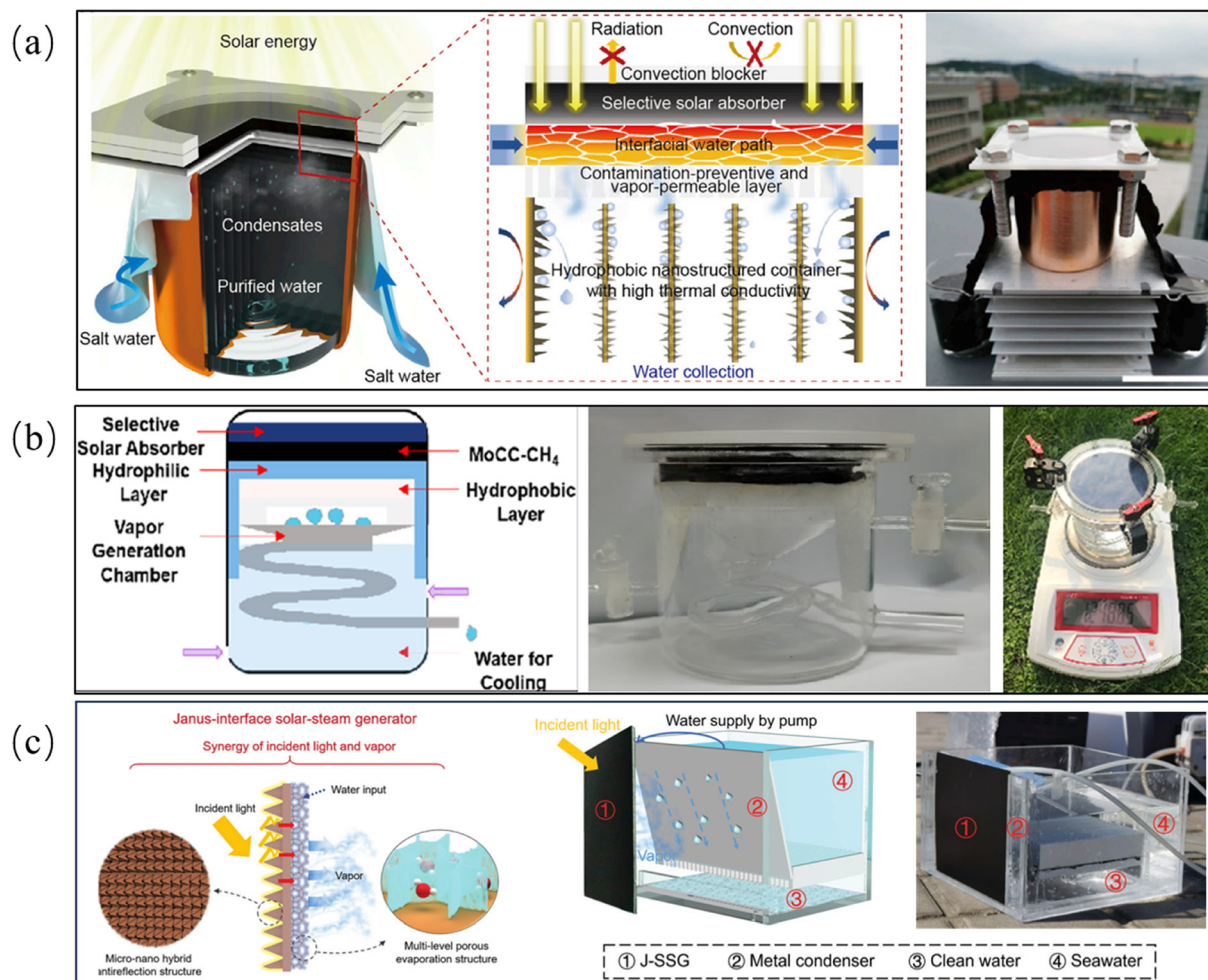 (a)
Solar energy
Condensates
Purified water
Salt water
Salt water
Radiation
Convection
Convection blocker
Selective solar absorber
Interfacial water path
Contamination-preventive and
vapor-permeable layer
Hydrophobic nanostructured container
with high thermal conductivity
Water collection
(b)
Selective
Solar Absorber
Hydrophilic
Layer
Vapor
Generation
Chamber
MoCC-CH₄
Hydrophobic
Layer
Water for
Cooling
(c)
Janus-interface solar-steam generator
Synergy of incident light and vapor
Incident light
Water input
Vapor
Micro-nano hybrid
antireflection structure
Multi-level porous
evaporation structure
Incident light
Water supply by pump
①
②
④
Vapor
③
①
②
④
③
① J-SSG ② Metal condenser ③ Clean water ④ Seawater